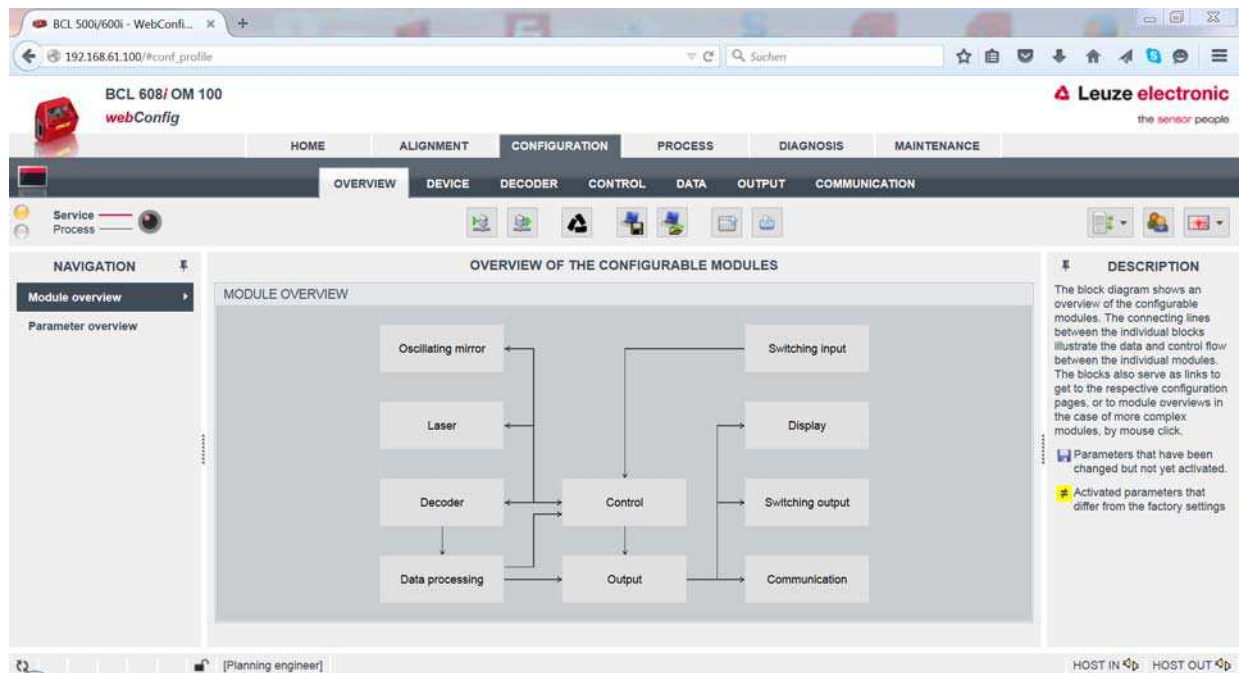 BCL 500i/600i - WebConfi...
192.168.61.100/#conf_profile
Suchen
BCL 608i OM 100
webConfig
Leuze electronic
the sensor people
HOME ALIGNMENT CONFIGURATION PROCESS DIAGNOSIS MAINTENANCE
OVERVIEW DEVICE DECODER CONTROL DATA OUTPUT COMMUNICATION
Service
Process
NAVIGATION
Module overview
Parameter overview
OVERVIEW OF THE CONFIGURABLE MODULES
MODULE OVERVIEW
Oscillating mirror
Switching input
Laser
Display
Decoder
Control
Switching output
Data processing
Output
Communication
DESCRIPTION
The block diagram shows an
overview of the configurable
modules. The connecting lines
between the individual blocks
illustrate the data and control flow
between the individual modules.
The blocks also serve as links to
get to the respective configuration
pages, or to module overviews in
the case of more complex
modules, by mouse click.
Parameters that have been
changed but not yet activated.
Activated parameters that
differ from the factory settings
[Planning engineer]
HOST IN HOST OUT